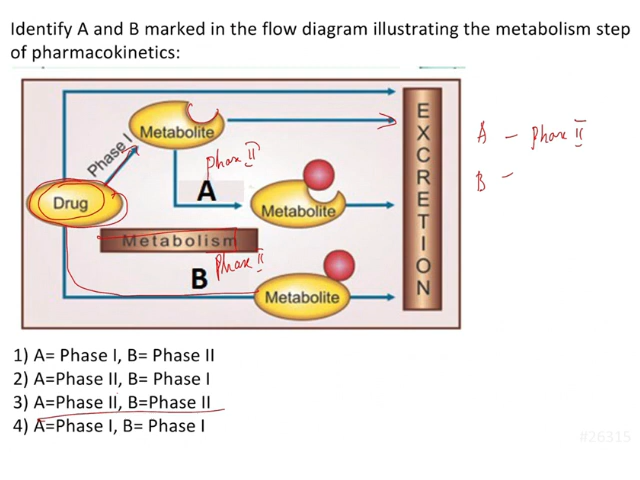 Identify A and B marked in the flow diagram illustrating the metabolism step
of pharmacokinetics:
Phase I
Metabolite
Phase II
A
Drug
Metabolite
Metabolism
Phase II
B
Metabolite
EXCRETION
A – Phase II
B –
1) A= Phase I, B= Phase II
2) A=Phase II, B= Phase I
3) A=Phase II, B=Phase II
4) A=Phase I, B= Phase I
#26315